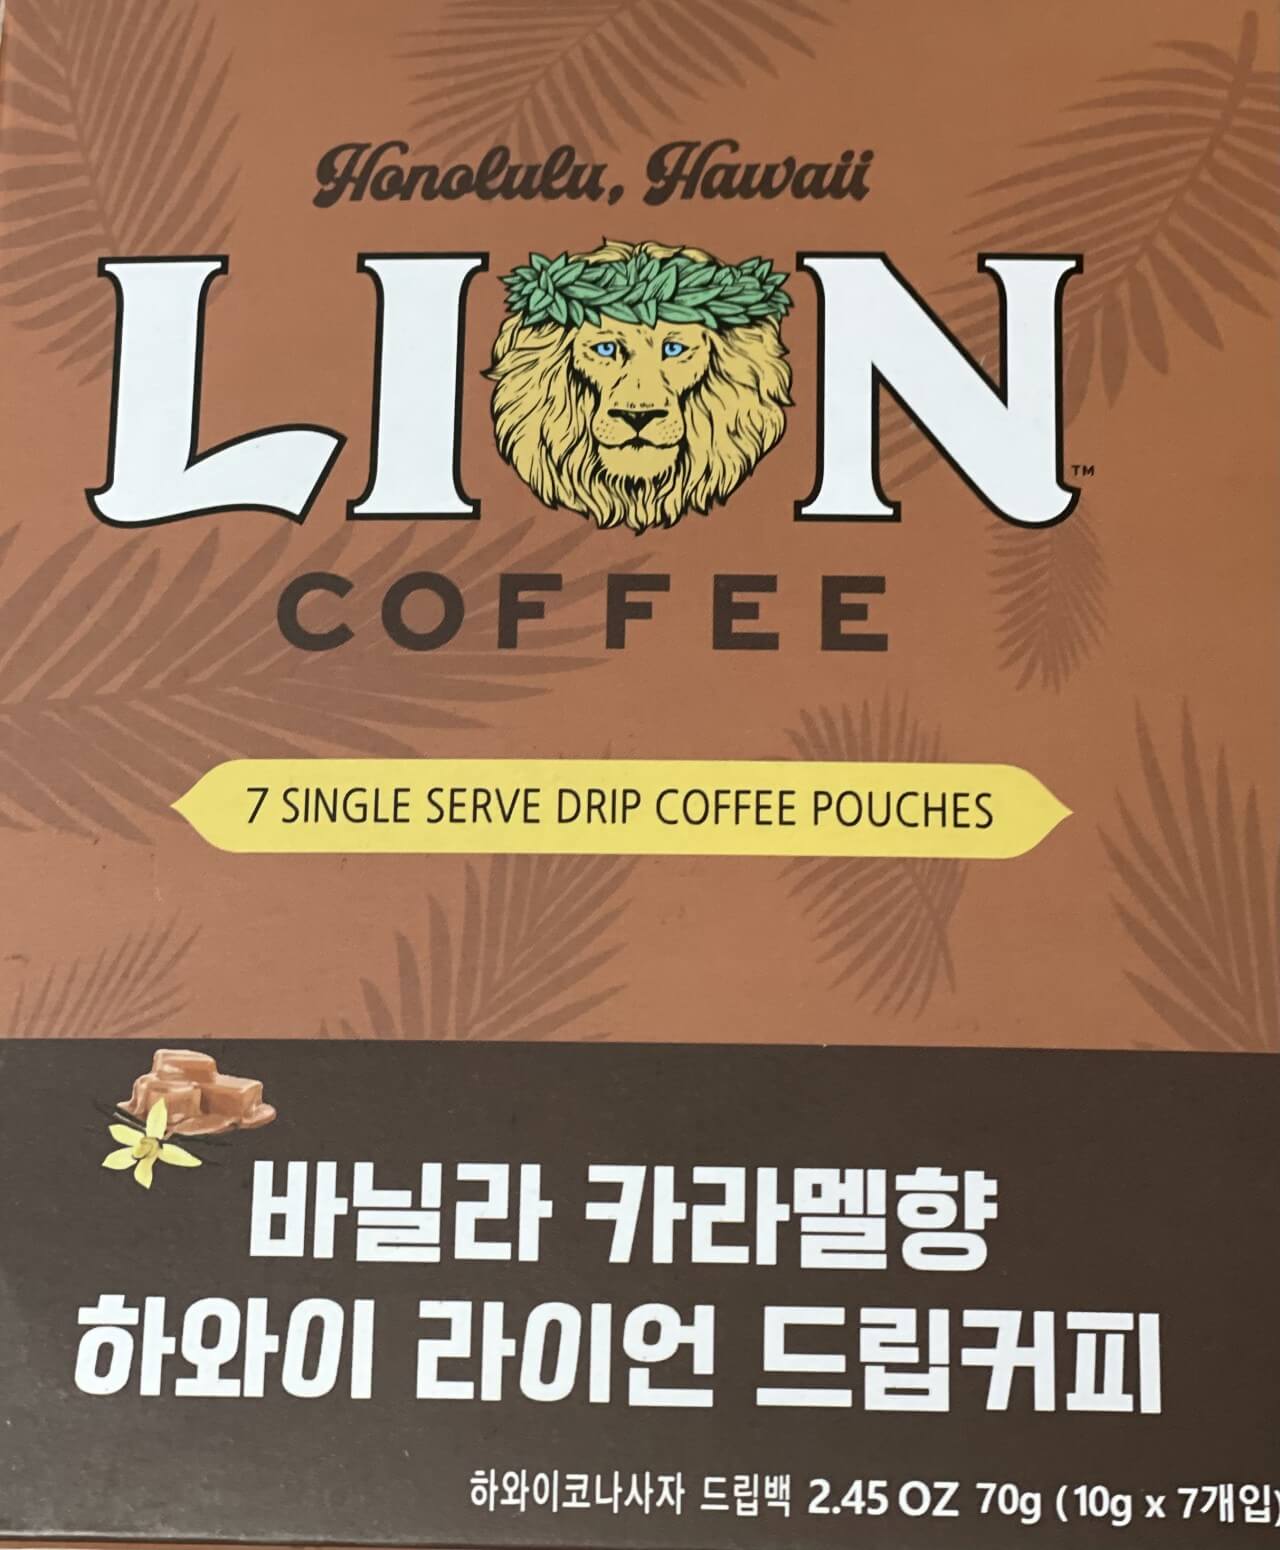 Honolulu, Hawaii
LION TM
COFFEE
7 SINGLE SERVE DRIP COFFEE POUCHES
바닐라 카라멜향
하와이 라이언 드립커피
하와이코나사자 드립백 2.45 OZ 70g (10g x 7개입)